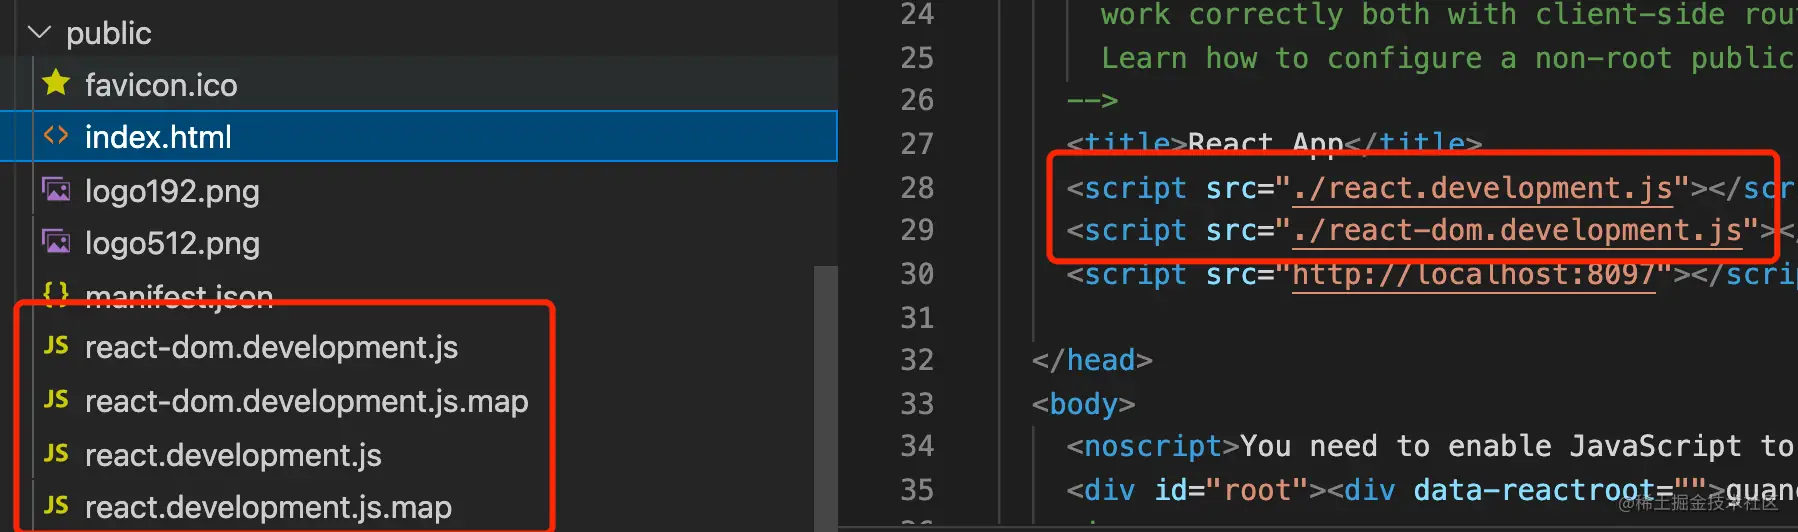 public
favicon.ico
index.html
logo192.png
logo512.png
{} manifest.json
JS react-dom.development.js
JS react-dom.development.js.map
JS react.development.js
JS react.development.js.map
24 work correctly both with client-side rou
25 Learn how to configure a non-root public
26 -->
27 <title>React App</title>
28 <script src="./react.development.js"></scr
29 <script src="./react-dom.development.js"></
30 <script src="http://localhost:8097"></scrip
31
32 </head>
33 <body>
34 <noscript>You need to enable JavaScript to
35 <div id="root"><div data-reactroot="">quan
@稀土掘金技术社区